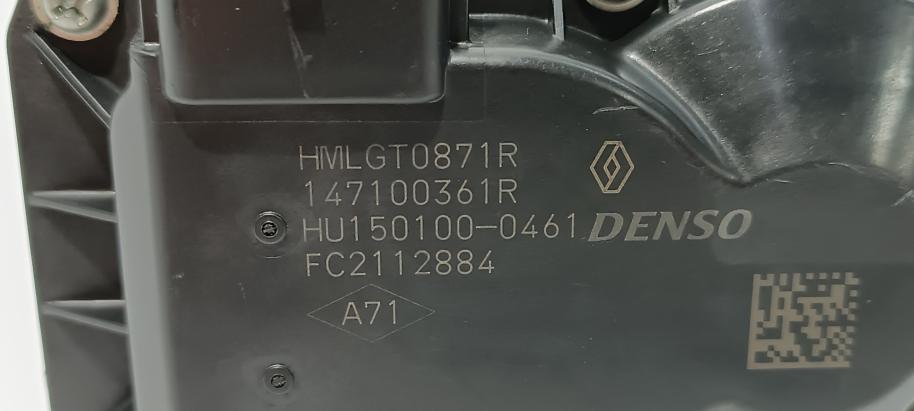 HMLGT0871R
147100361R
HU150100-0461 DENSO
FC2112884
A71